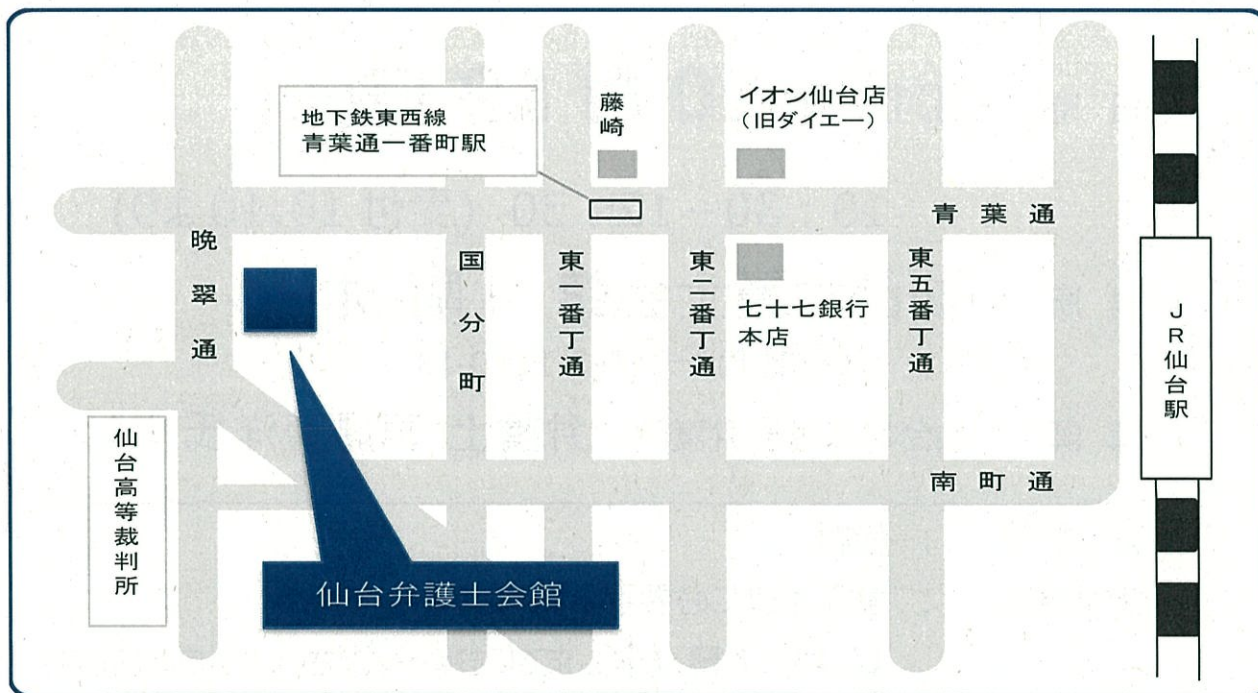 地下鉄東西線
青葉通一番町駅
藤崎
イオン仙台店
(旧ダイエー)
青葉通
晩翠通
国分町
東一番丁通
東二番丁通
七十七銀行
本店
東五番丁通
JR仙台駅
仙台高等裁判所
南町通
仙台弁護士会館